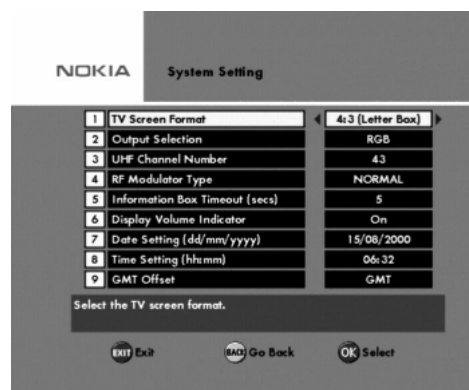 NOKIA System Setting
1 TV Screen Format 4:3 (Letter Box)
2 Output Selection RGB
3 UHF Channel Number 43
4 RF Modulator Type NORMAL
5 Information Box Timeout (secs) 5
6 Display Volume Indicator On
7 Date Setting (dd/mm/yyyy) 15/08/2000
8 Time Setting (hh:mm) 06:32
9 GMT Offset GMT
Select the TV screen format.
EXIT Exit BACK Go Back OK Select